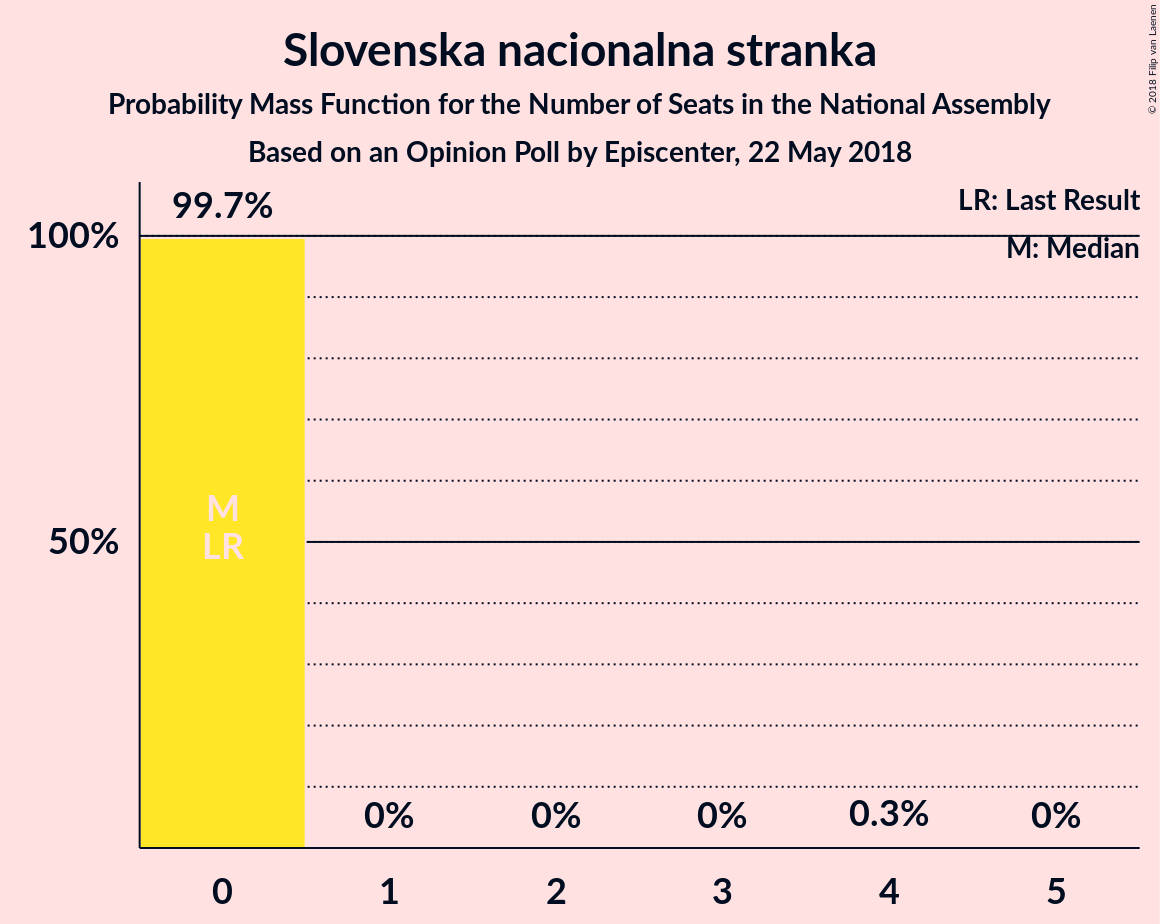 Slovenska nacionalna stranka
Probability Mass Function for the Number of Seats in the National Assembly
Based on an Opinion Poll by Episcenter, 22 May 2018
© 2018 Filip van Laenen
LR: Last Result
M: Median
99.7%
100%
50%
M
LR
0%
0%
0%
0.3%
0%
0
1
2
3
4
5